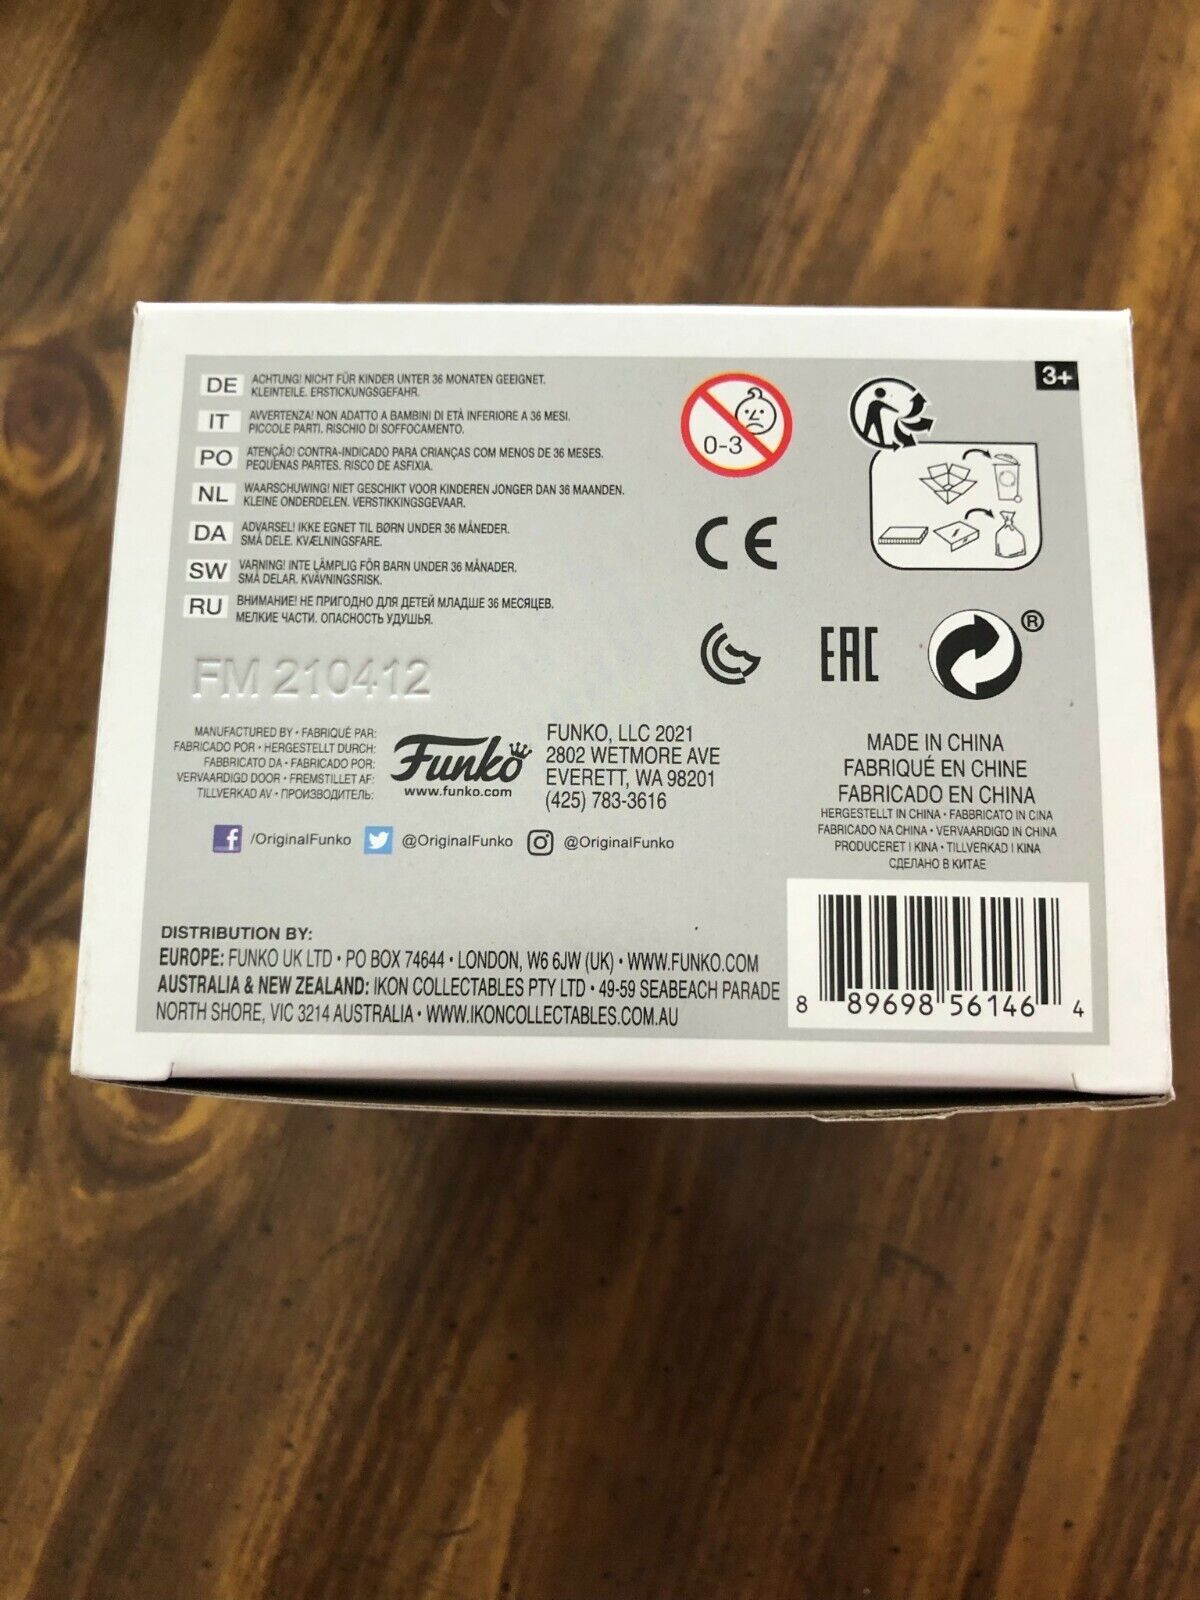 3+
DE ACHTUNG! NICHT FÜR KINDER UNTER 36 MONATEN GEEIGNET.
KLEINTEILE. ERSTICKUNGSGEFAHR.
IT AVVERTENZA! NON ADATTO A BAMBINI DI ETÀ INFERIORE A 36 MESI.
PICCOLE PARTI. RISCHIO DI SOFFOCAMENTO.
PO ATENÇÃO! CONTRA-INDICADO PARA CRIANÇAS COM MENOS DE 36 MESES.
PEQUENAS PARTES. RISCO DE ASFIXIA.
NL WAARSCHUWING! NIET GESCHIKT VOOR KINDEREN JONGER DAN 36 MAANDEN.
KLEINE ONDERDELEN. VERSTIKKINGSGEVAAR.
DA ADVARSEL! IKKE EGNET TIL BØRN UNDER 36 MÅNEDER.
SMÅ DELE. KVÆLNINGSFARE.
SW VARNING! INTE LÄMPLIG FÖR BARN UNDER 36 MÅNADER.
SMÅ DELAR. KVÄVNINGSRISK.
RU ВНИМАНИЕ! НЕ ПРИГОДНО ДЛЯ ДЕТЕЙ МЛАДШЕ 36 МЕСЯЦЕВ.
МЕЛКИЕ ЧАСТИ. ОПАСНОСТЬ УДУШЬЯ.
0-3
CE
EAC
®
FM 210412
MANUFACTURED BY • FABRIQUÉ PAR:
FABRICADO POR • HERGESTELLT DURCH:
FABBRICATO DA • FABRICADO POR:
VERVAARDIGD DOOR • FREMSTILLET AF:
TILLVERKAD AV • ПРОИЗВОДИТЕЛЬ:
Funko
www.funko.com
FUNKO, LLC 2021
2802 WETMORE AVE
EVERETT, WA 98201
(425) 783-3616
/OriginalFunko @OriginalFunko @OriginalFunko
MADE IN CHINA
FABRIQUÉ EN CHINE
FABRICADO EN CHINA
HERGESTELLT IN CHINA • FABBRICATO IN CINA
FABRICADO NA CHINA • VERVAARDIGD IN CHINA
PRODUCERET I KINA • TILLVERKAD I KINA
СДЕЛАНО В КИТАЕ
DISTRIBUTION BY:
EUROPE: FUNKO UK LTD • PO BOX 74644 • LONDON, W6 6JW (UK) • WWW.FUNKO.COM
AUSTRALIA & NEW ZEALAND: IKON COLLECTABLES PTY LTD • 49-59 SEABEACH PARADE
NORTH SHORE, VIC 3214 AUSTRALIA • WWW.IKONCOLLECTABLES.COM.AU
8 89698 56146 4